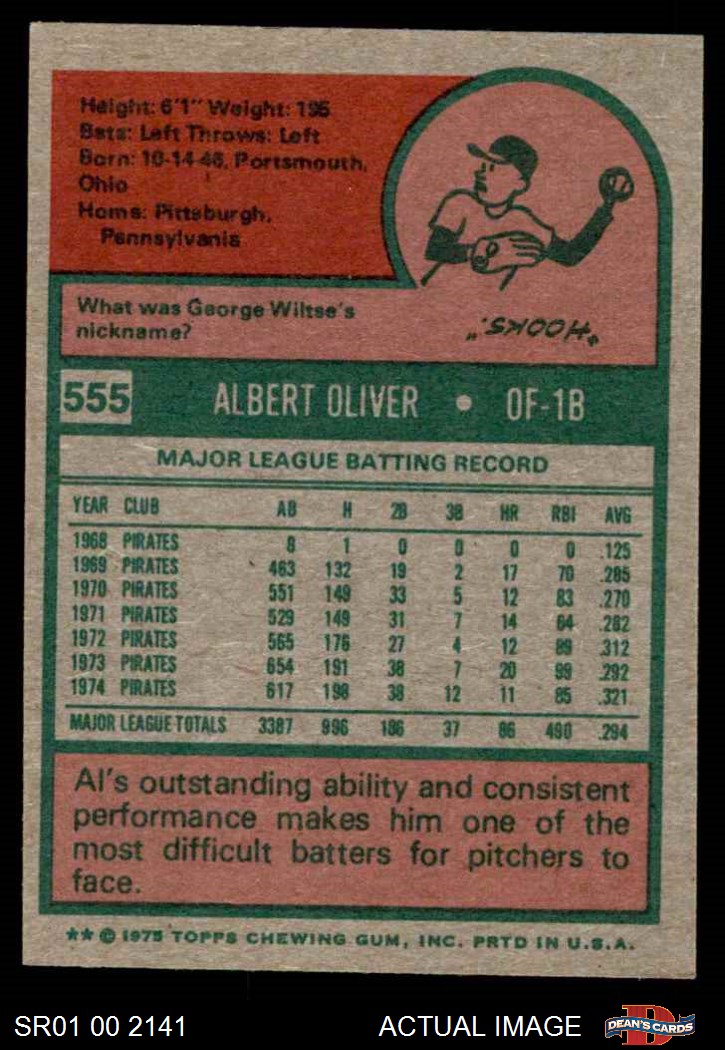 Height: 6'1" Weight: 195
Bats: Left Throws: Left
Born: 10-14-46, Portsmouth,
Ohio
Home: Pittsburgh,
Pennsylvania
What was George Wiltse's
nickname?
"HOOKS."
555 ALBERT OLIVER • OF-1B
MAJOR LEAGUE BATTING RECORD
YEAR CLUB AB H 2B 3B HR RBI AVG
1968 PIRATES 8 1 0 0 0 0 .125
1969 PIRATES 463 132 19 2 17 70 .285
1970 PIRATES 551 149 33 5 12 83 .270
1971 PIRATES 529 149 31 7 14 64 .282
1972 PIRATES 565 176 27 4 12 89 .312
1973 PIRATES 654 191 38 7 20 99 .292
1974 PIRATES 617 198 38 12 11 85 .321
MAJOR LEAGUE TOTALS 3387 996 186 37 86 490 .294
Al's outstanding ability and consistent
performance makes him one of the
most difficult batters for pitchers to
face.
** © 1975 TOPPS CHEWING GUM, INC. PRTD IN U.S.A.
SR01 00 2141 ACTUAL IMAGE D DEAN'S CARDS